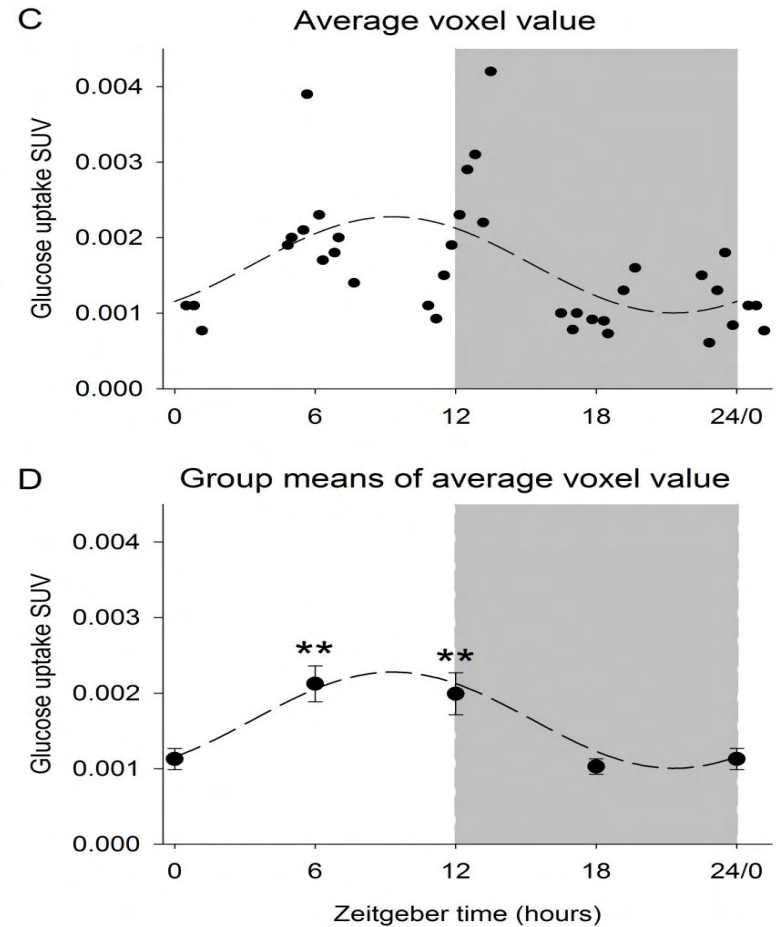 C
Average voxel value
Glucose uptake SUV
0.004
0.003
0.002
0.001
0.000
0 6 12 18 24/0
D
Group means of average voxel value
Glucose uptake SUV
0.004
0.003
0.002
0.001
0.000
** **
0 6 12 18 24/0
Zeitgeber time (hours)